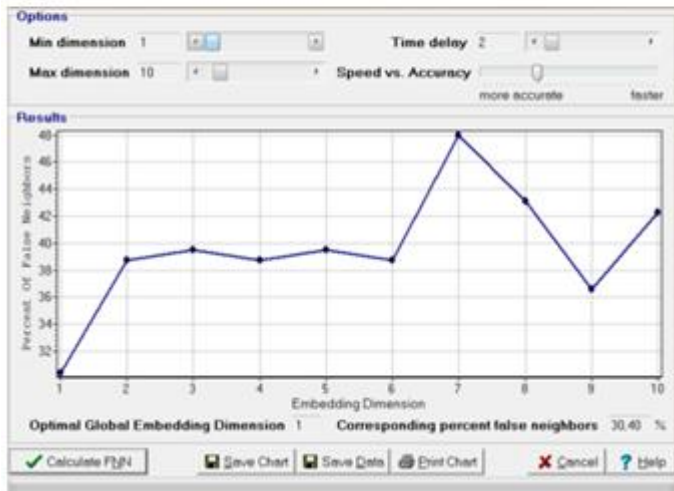 Options
Min dimension 1
Time delay 2
Max dimension 10
Speed vs. Accuracy
more accurate faster
Results
48
46
44
42
40
38
36
34
32
Percent Of False Neighbors
1 2 3 4 5 6 7 8 9 10
Embedding Dimension
Optimal Global Embedding Dimension 1 Corresponding percent false neighbors 30,40 %
Calculate FNN Save Chart Save Data Print Chart Cancel ? Help